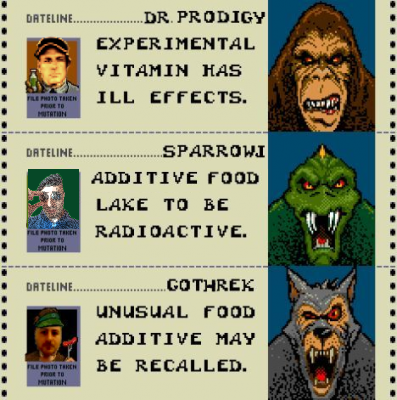 DATELINE......................DR. PRODIGY
EXPERIMENTAL
VITAMIN HAS
ILL EFFECTS.
FILE PHOTO TAKEN
PRIOR TO
MUTATION
DATELINE......................SPARROWI
ADDITIVE FOOD
LAKE TO BE
RADIOACTIVE.
FILE PHOTO TAKEN
PRIOR TO
MUTATION
DATELINE......................GOTHREK
UNUSUAL FOOD
ADDITIVE MAY
BE RECALLED.
FILE PHOTO TAKEN
PRIOR TO
MUTATION